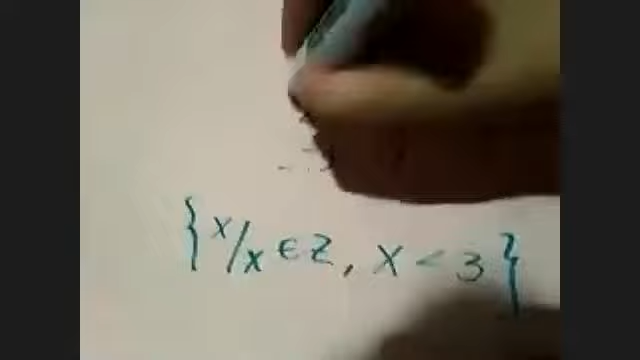 {x/x ∈ Z, x < 3}